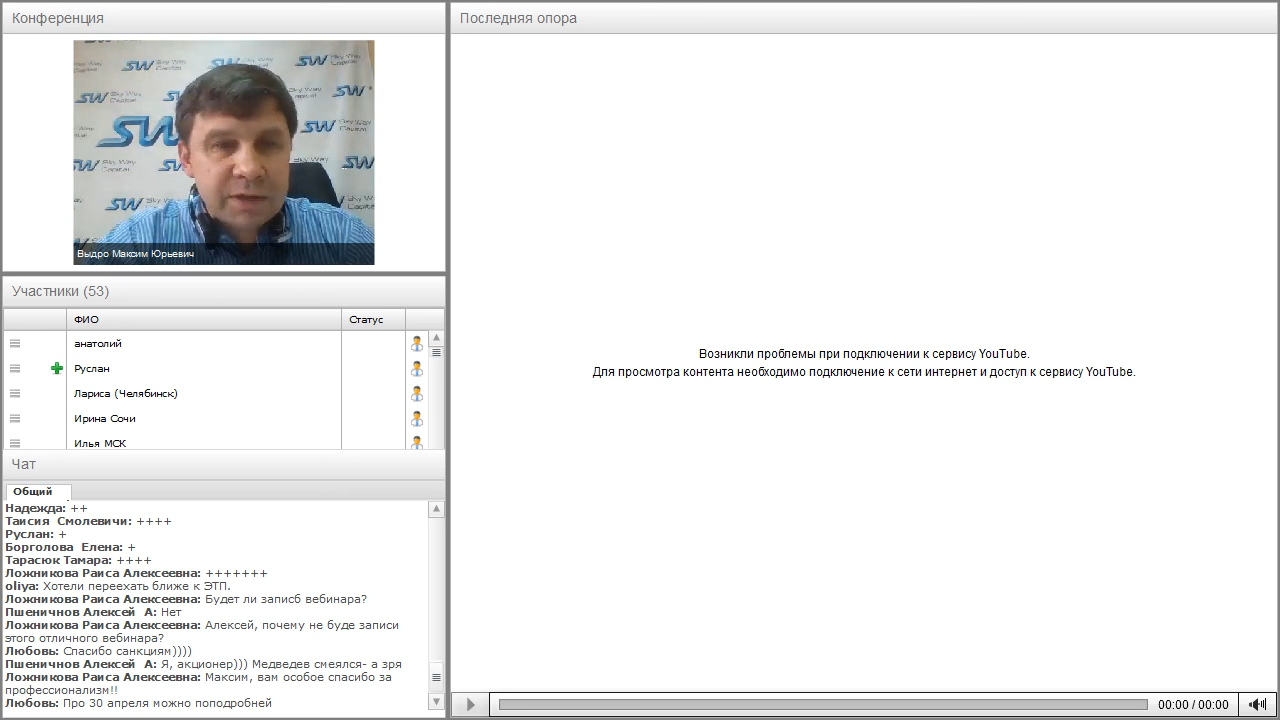 Конференция
SW Sky Way Capital
Выдро Максим Юрьевич
Участники (53)
ФИО
Статус
анатолий
Руслан
Лариса (Челябинск)
Ирина Сочи
Илья МСК
Чат
Общий
Надежда: ++
Таисия Смолевичи: ++++
Руслан: +
Борголова Елена: +
Тарасюк Тамара: ++++
Ложникова Раиса Алексеевна: +++++++
oliya: Хотели переехать ближе к ЭТП.
Ложникова Раиса Алексеевна: Будет ли записб вебинара?
Пшеничнов Алексей А: Нет
Ложникова Раиса Алексеевна: Алексей, почему не буде записи
этого отличного вебинара?
Любовь: Спасибо санкциям))))
Пшеничнов Алексей А: Я, акционер))) Медведев смеялся- а зря
Ложникова Раиса Алексеевна: Максим, вам особое спасибо за
профессионализм!!
Любовь: Про 30 апреля можно поподробней
Последняя опора
Возникли проблемы при подключении к сервису YouTube.
Для просмотра контента необходимо подключение к сети интернет и доступ к сервису YouTube.
00:00 / 00:00